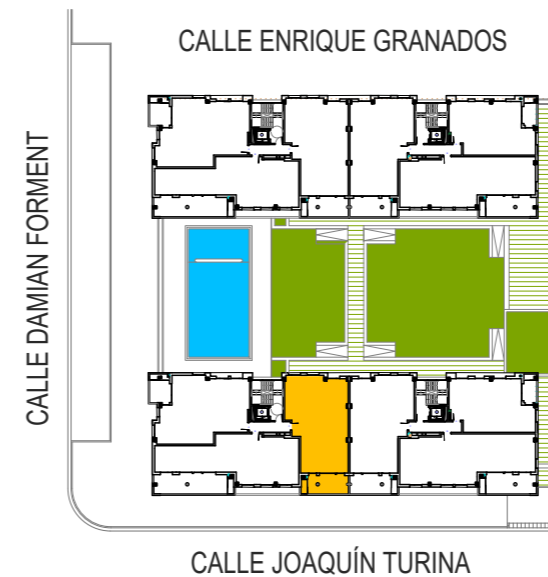 CALLE ENRIQUE GRANADOS
CALLE DAMIAN FORMENT
CALLE JOAQUÍN TURINA